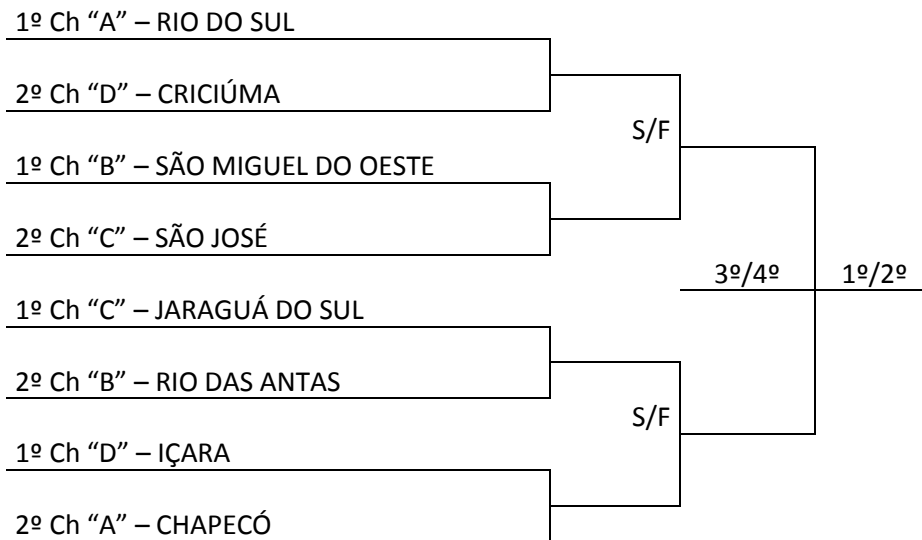 1º Ch “A” – RIO DO SUL
2º Ch “D” – CRICIÚMA
S/F
1º Ch “B” – SÃO MIGUEL DO OESTE
2º Ch “C” – SÃO JOSÉ
3º/4º 1º/2º
1º Ch “C” – JARAGUÁ DO SUL
2º Ch “B” – RIO DAS ANTAS
S/F
1º Ch “D” – IÇARA
2º Ch “A” – CHAPECÓ